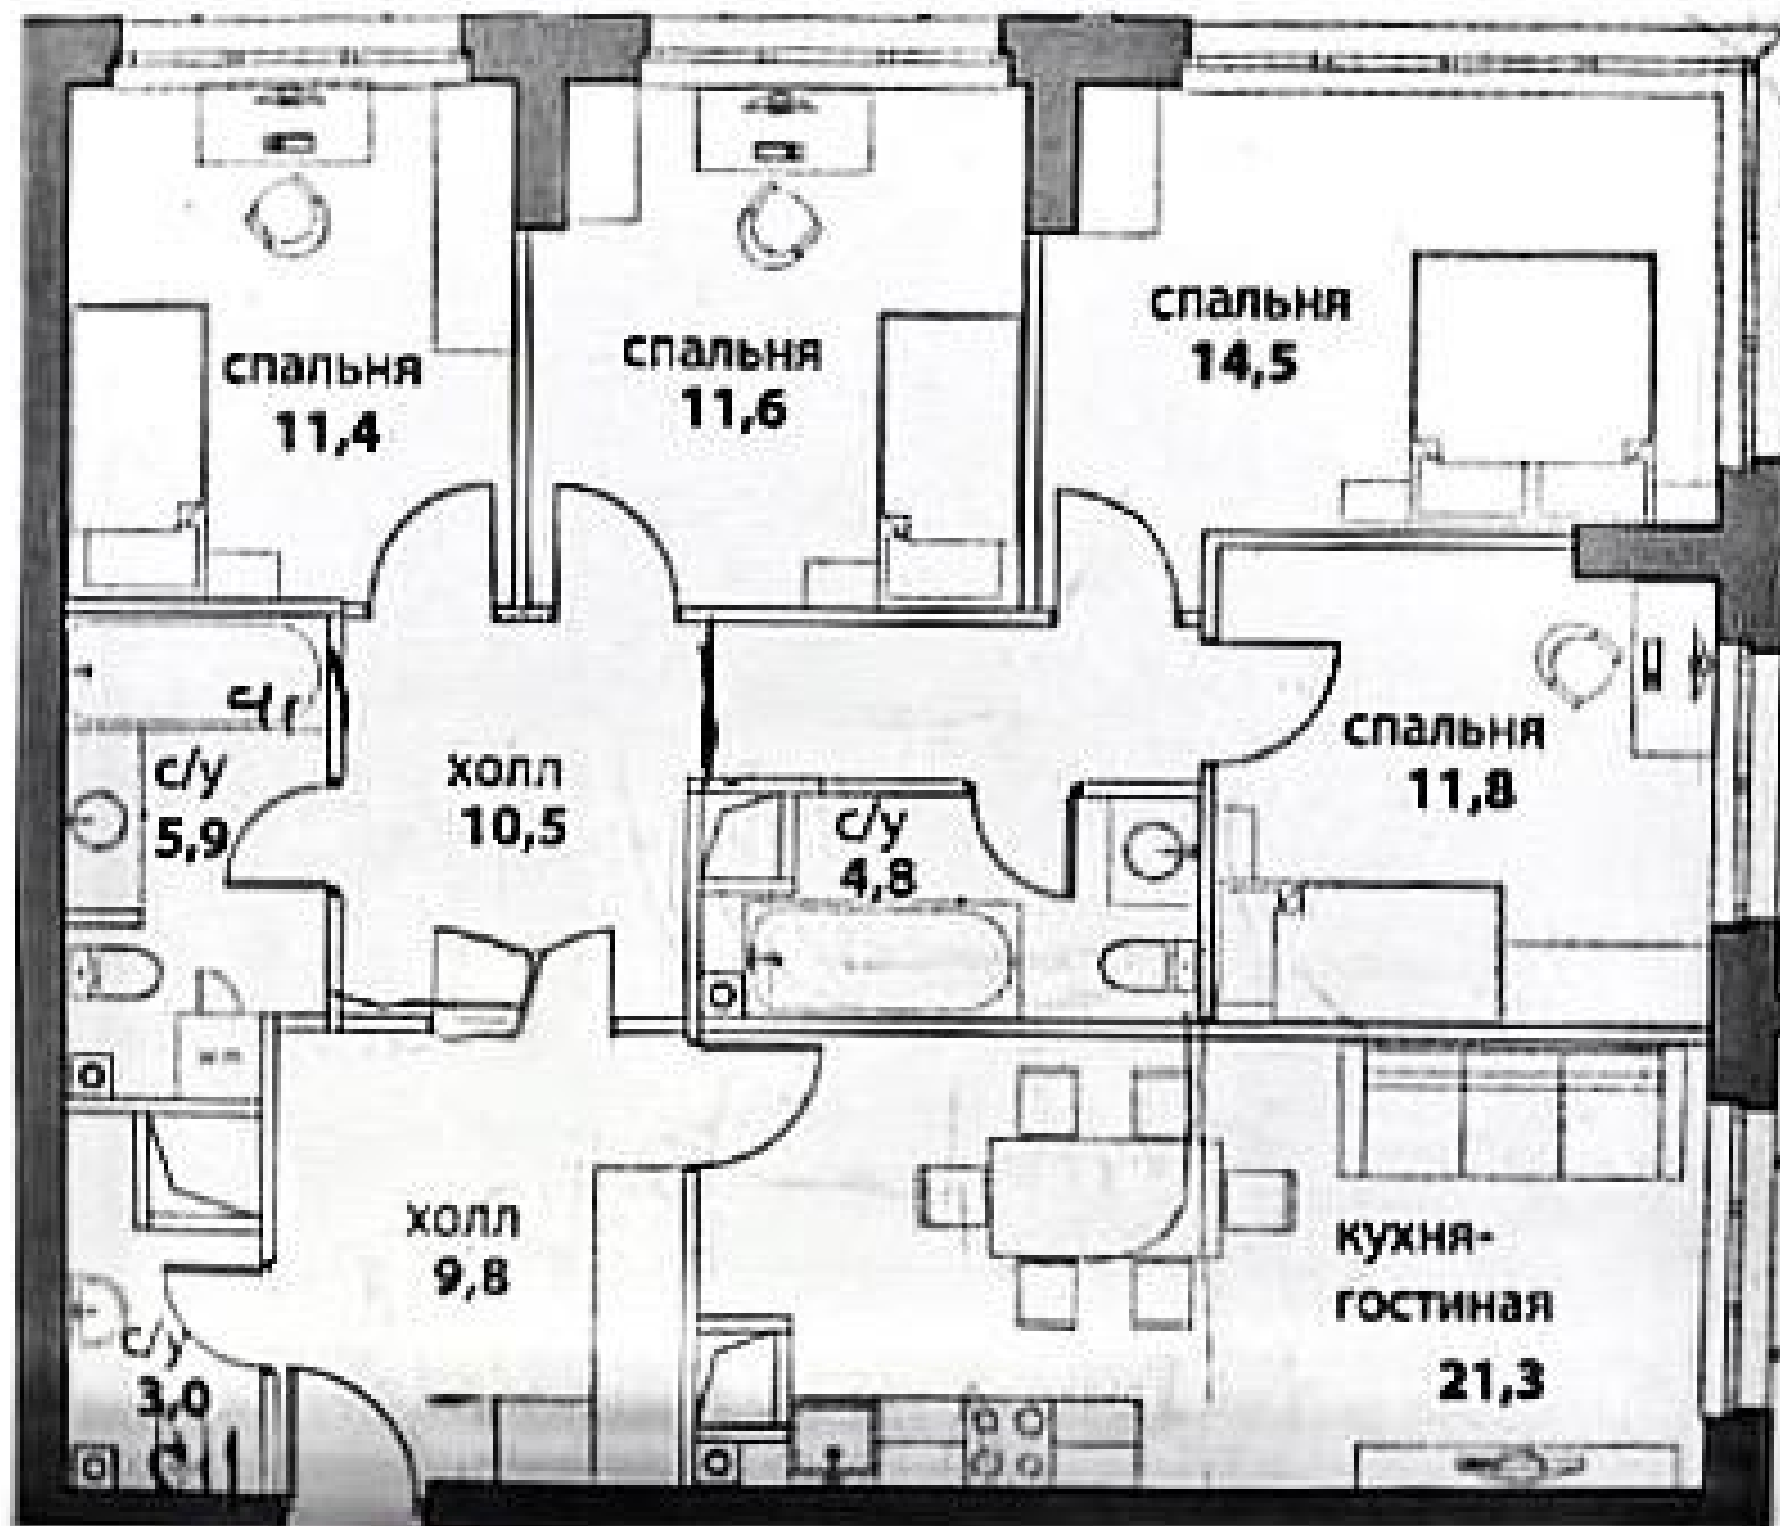 спальня
11,4
спальня
11,6
спальня
14,5
спальня
11,8
с/у
5,9
холл
10,5
с/у
4,8
холл
9,8
с/у
3,0
кухня-
гостиная
21,3